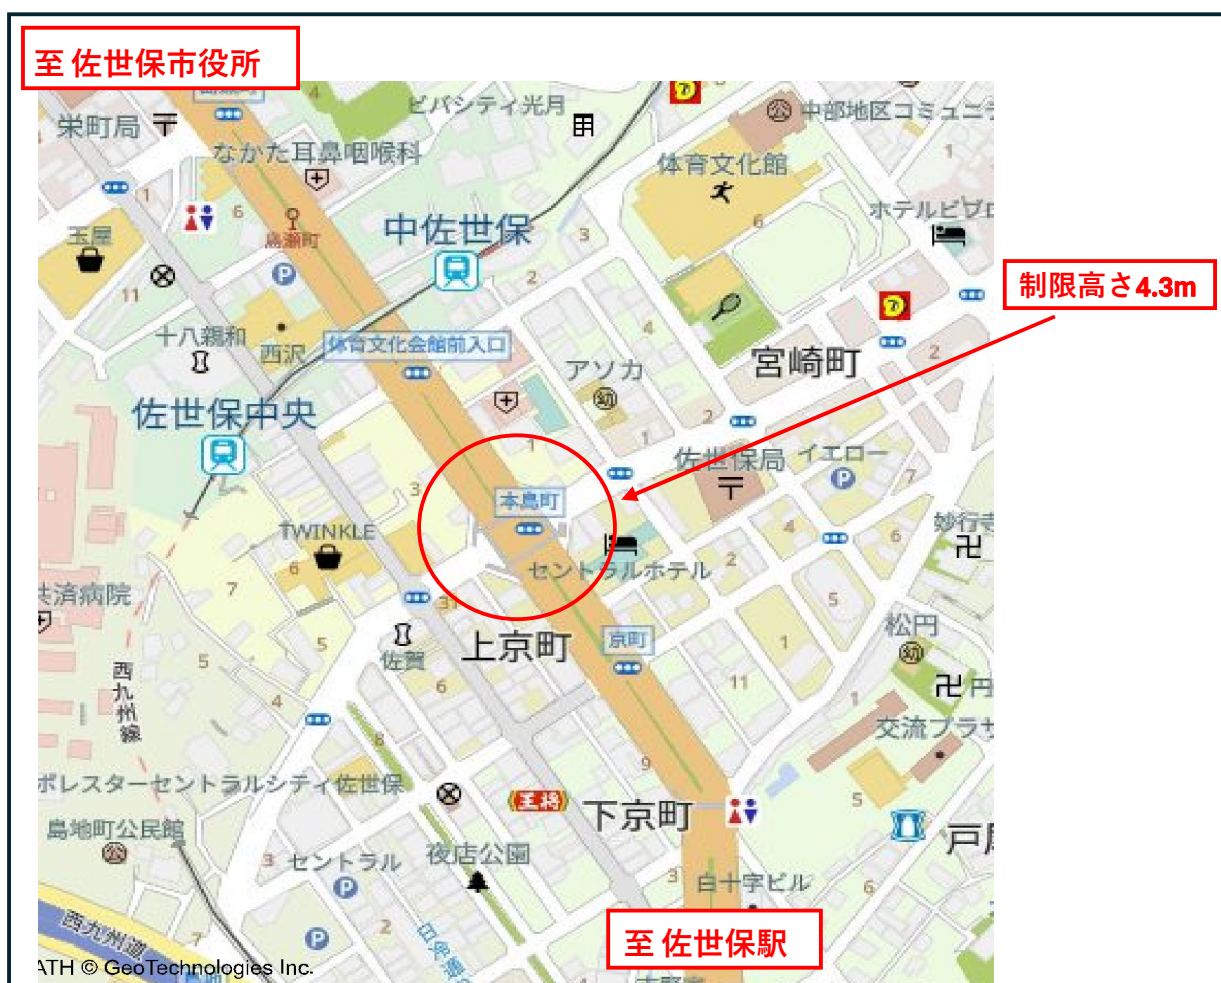 至 佐世保市役所
栄町局
ビバシティ光月
中部地区コミュニテ
なかた耳鼻咽喉科
体育文化館
ホテルビブロ
玉屋
島瀬町
中佐世保
制限高さ4.3m
十八親和
西沢
体育文化会館前入口
アソカ
宮崎町
佐世保中央
本島町
佐世保局
イエロー
TWINKLE
妙行寺
セントラルホテル
共済病院
上京町
京町
松円
佐賀
西九州線
円
交流プラザ
ポレスターセントラルシティ佐世保
王将
下京町
島地町公民館
セントラル
夜店公園
白十字ビル
至 佐世保駅
西九州道
ATH © GeoTechnologies Inc.